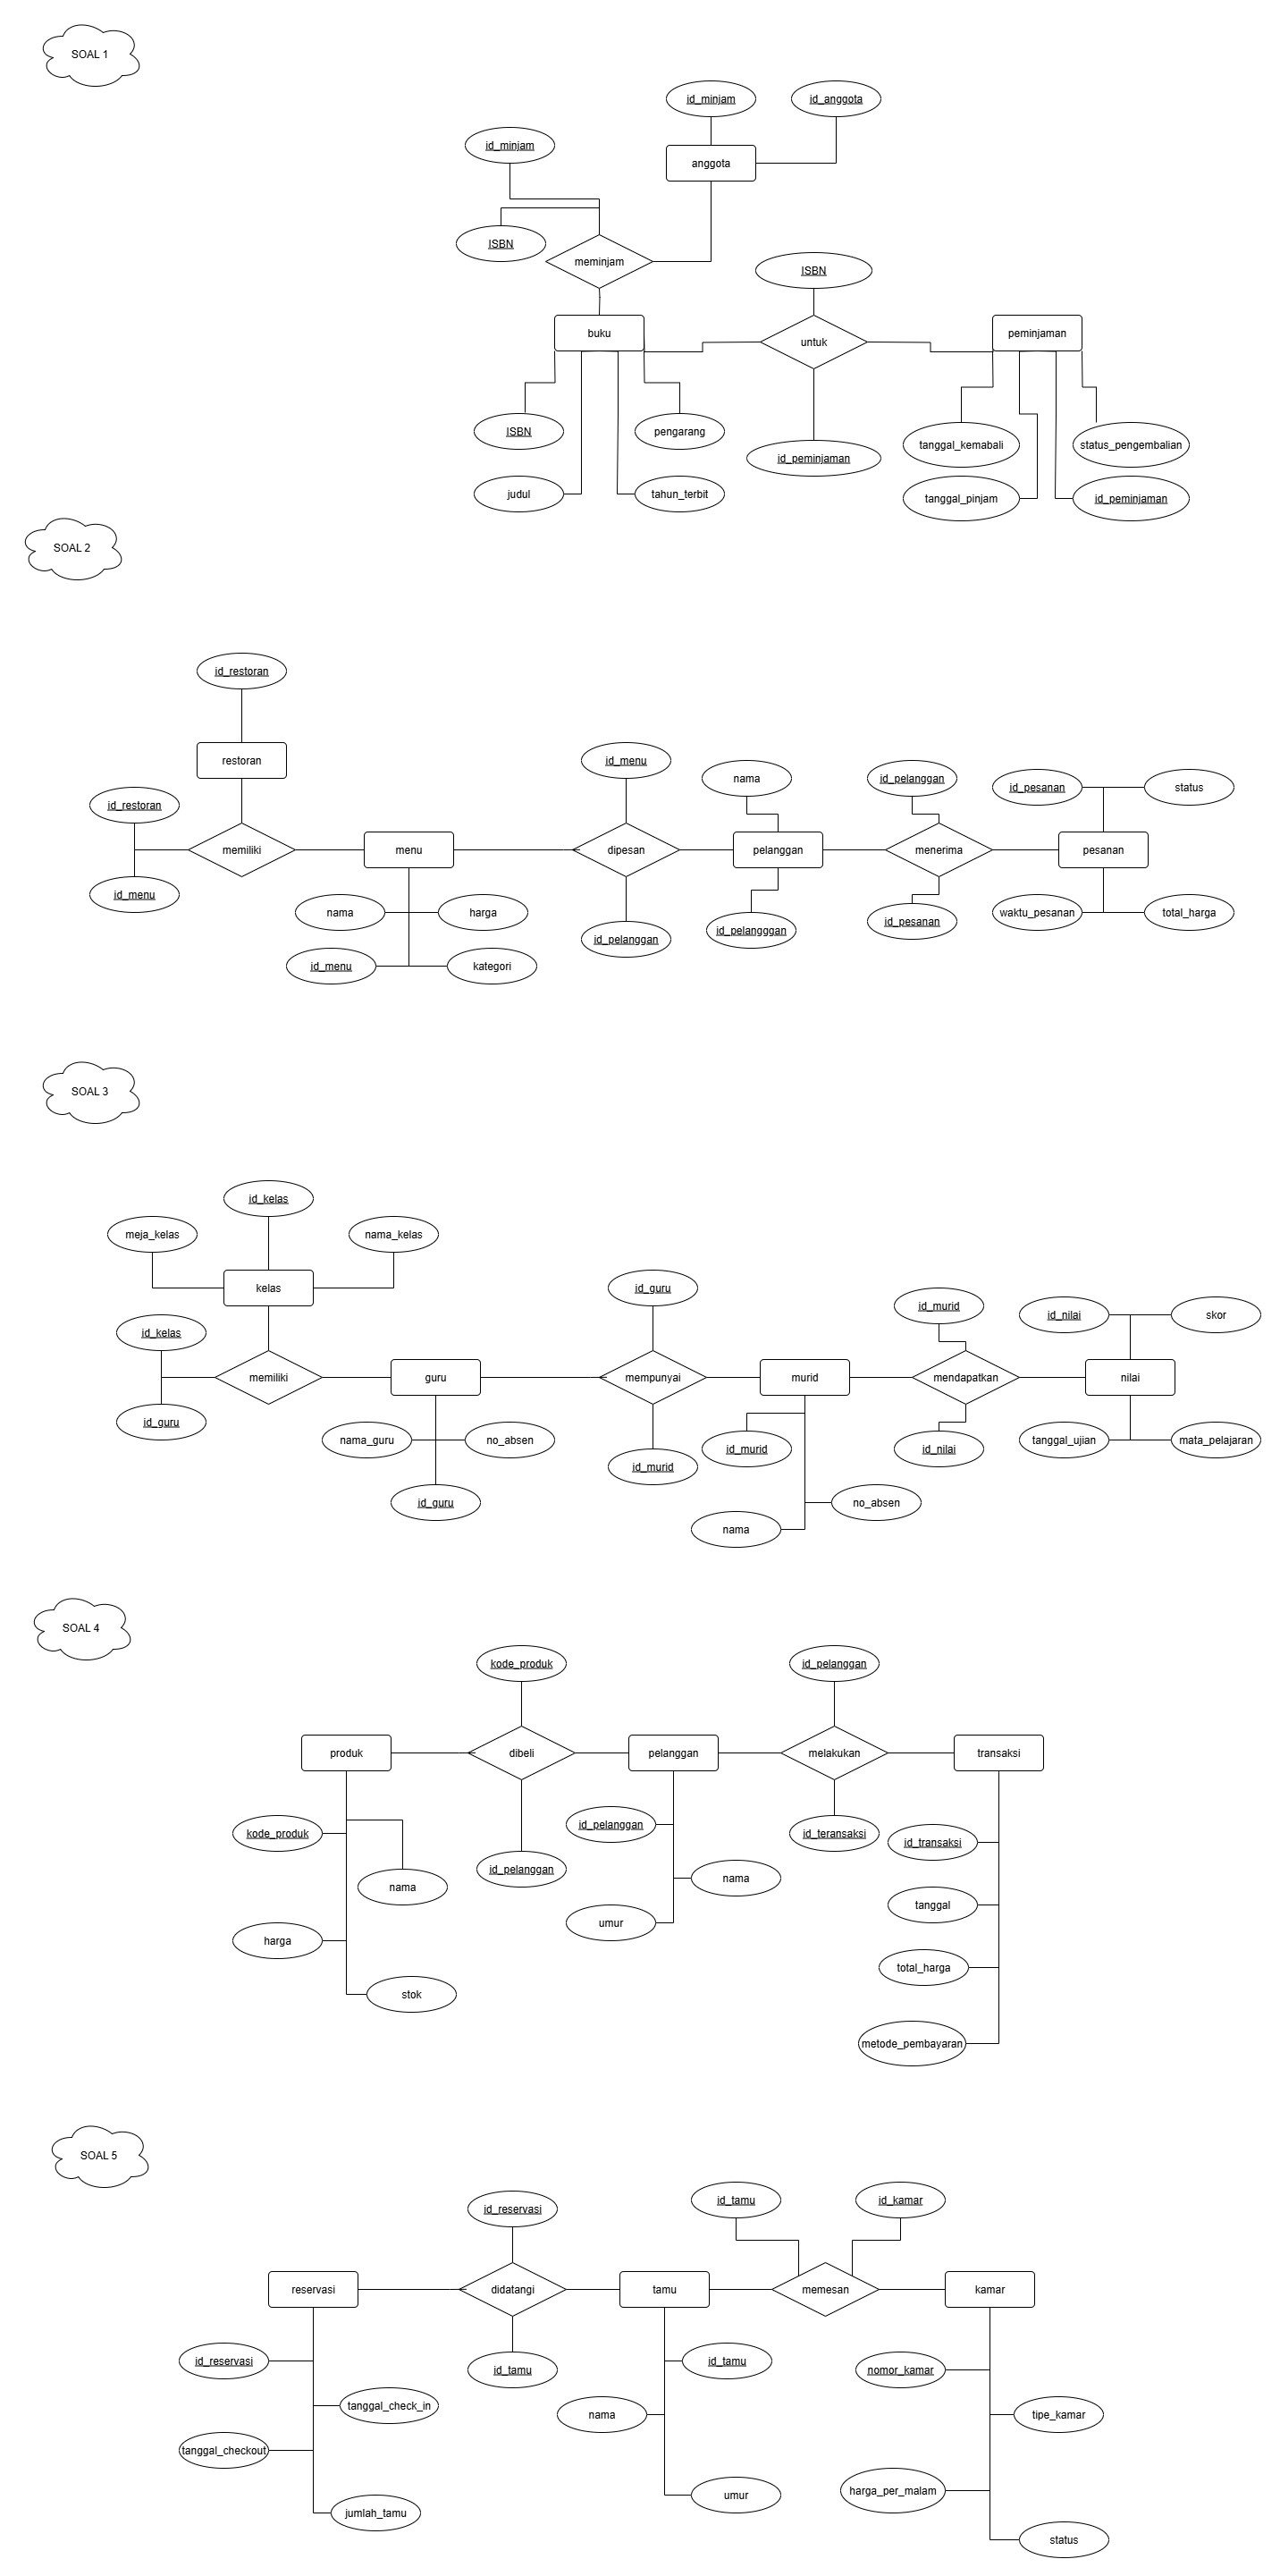 SOAL 1
id_minjam
id_anggota
id_minjam
anggota
ISBN
meminjam
ISBN
buku
untuk
peminjaman
ISBN
pengarang
tanggal_kemabali
status_pengembalian
id_peminjaman
judul
tahun_terbit
tanggal_pinjam
id_peminjaman
SOAL 2
id_restoran
restoran
id_menu
nama
id_pelanggan
id_pesanan
status
id_restoran
memiliki
menu
dipesan
pelanggan
menerima
pesanan
id_menu
nama
harga
id_pelanggan
id_pelangggan
id_pesanan
waktu_pesanan
total_harga
id_menu
kategori
SOAL 3
id_kelas
meja_kelas
nama_kelas
kelas
id_guru
id_murid
id_nilai
skor
id_kelas
memiliki
guru
mempunyai
murid
mendapatkan
nilai
id_guru
nama_guru
no_absen
id_murid
id_murid
id_nilai
tanggal_ujian
mata_pelajaran
id_guru
no_absen
nama
SOAL 4
kode_produk
id_pelanggan
produk
dibeli
pelanggan
melakukan
transaksi
kode_produk
id_pelanggan
id_teransaksi
id_transaksi
nama
id_pelanggan
nama
tanggal
umur
harga
total_harga
stok
metode_pembayaran
SOAL 5
id_reservasi
id_tamu
id_kamar
reservasi
didatangi
tamu
memesan
kamar
id_reservasi
id_tamu
id_tamu
nomor_kamar
tanggal_check_in
nama
tipe_kamar
tanggal_checkout
harga_per_malam
jumlah_tamu
umur
status